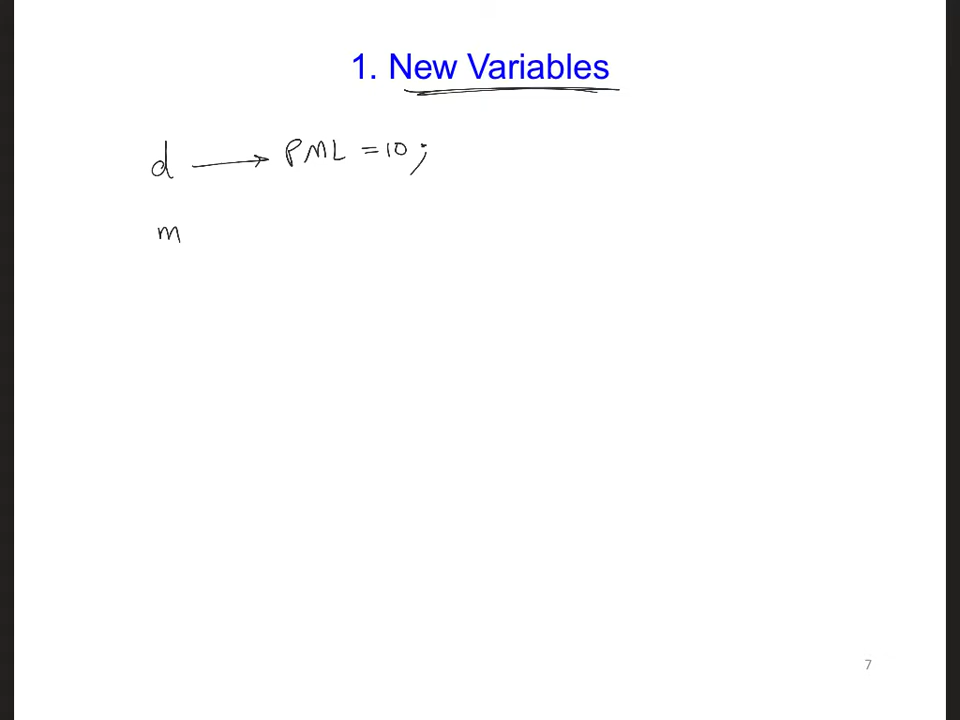 1. New Variables
d → PML = 10;
m
7